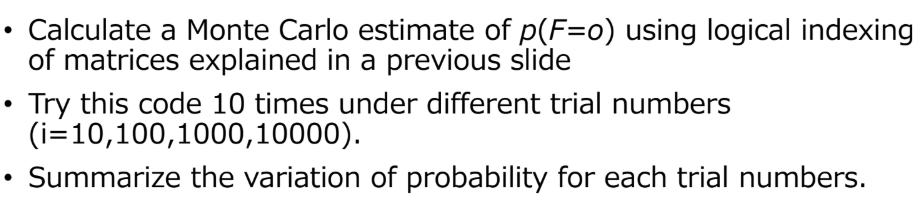 • Calculate a Monte Carlo estimate of p(F=o) using logical indexing
of matrices explained in a previous slide
• Try this code 10 times under different trial numbers
(i=10,100,1000,10000).
• Summarize the variation of probability for each trial numbers.